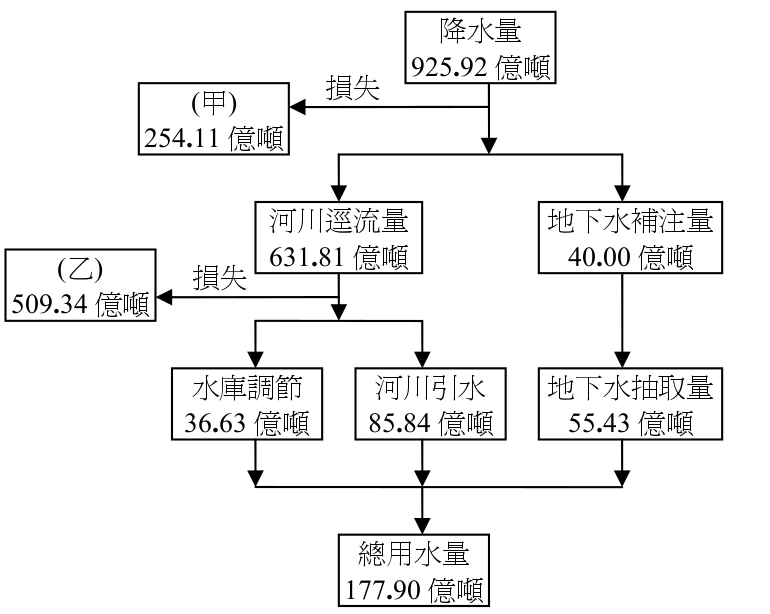 降水量
925.92 億噸
損失
(甲)
254.11 億噸
河川逕流量
631.81 億噸
地下水補注量
40.00 億噸
損失
(乙)
509.34 億噸
水庫調節
36.63 億噸
河川引水
85.84 億噸
地下水抽取量
55.43 億噸
總用水量
177.90 億噸